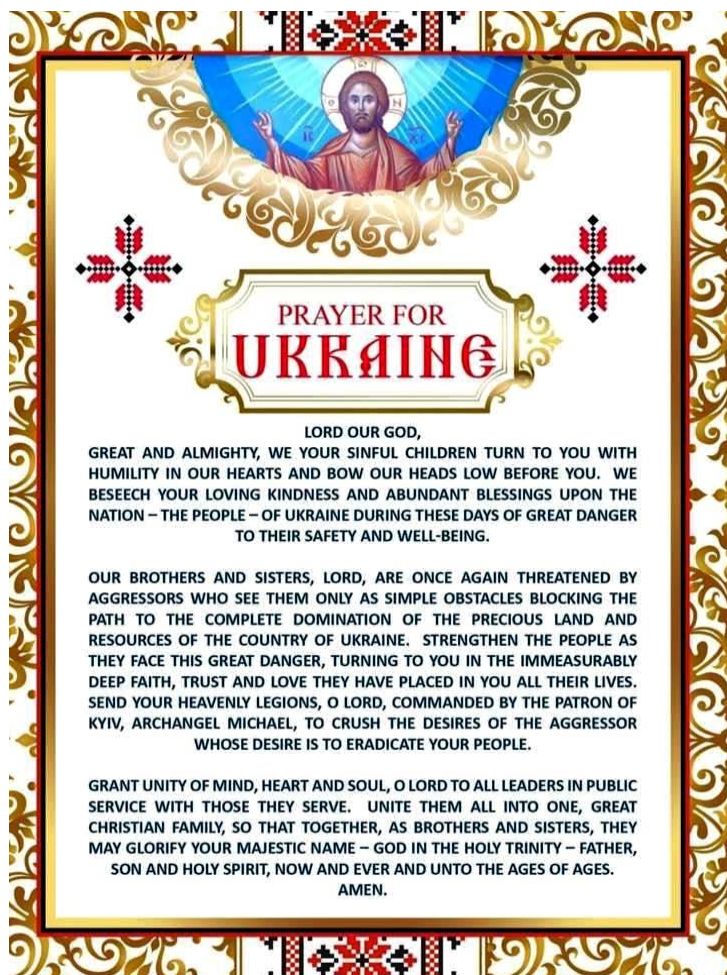 PRAYER FOR
UKRAINE
LORD OUR GOD,
GREAT AND ALMIGHTY, WE YOUR SINFUL CHILDREN TURN TO YOU WITH
HUMILITY IN OUR HEARTS AND BOW OUR HEADS LOW BEFORE YOU. WE
BESEECH YOUR LOVING KINDNESS AND ABUNDANT BLESSINGS UPON THE
NATION – THE PEOPLE – OF UKRAINE DURING THESE DAYS OF GREAT DANGER
TO THEIR SAFETY AND WELL-BEING.
OUR BROTHERS AND SISTERS, LORD, ARE ONCE AGAIN THREATENED BY
AGGRESSORS WHO SEE THEM ONLY AS SIMPLE OBSTACLES BLOCKING THE
PATH TO THE COMPLETE DOMINATION OF THE PRECIOUS LAND AND
RESOURCES OF THE COUNTRY OF UKRAINE. STRENGTHEN THE PEOPLE AS
THEY FACE THIS GREAT DANGER, TURNING TO YOU IN THE IMMEASURABLY
DEEP FAITH, TRUST AND LOVE THEY HAVE PLACED IN YOU ALL THEIR LIVES.
SEND YOUR HEAVENLY LEGIONS, O LORD, COMMANDED BY THE PATRON OF
KYIV, ARCHANGEL MICHAEL, TO CRUSH THE DESIRES OF THE AGGRESSOR
WHOSE DESIRE IS TO ERADICATE YOUR PEOPLE.
GRANT UNITY OF MIND, HEART AND SOUL, O LORD TO ALL LEADERS IN PUBLIC
SERVICE WITH THOSE THEY SERVE. UNITE THEM ALL INTO ONE, GREAT
CHRISTIAN FAMILY, SO THAT TOGETHER, AS BROTHERS AND SISTERS, THEY
MAY GLORIFY YOUR MAJESTIC NAME – GOD IN THE HOLY TRINITY – FATHER,
SON AND HOLY SPIRIT, NOW AND EVER AND UNTO THE AGES OF AGES.
AMEN.